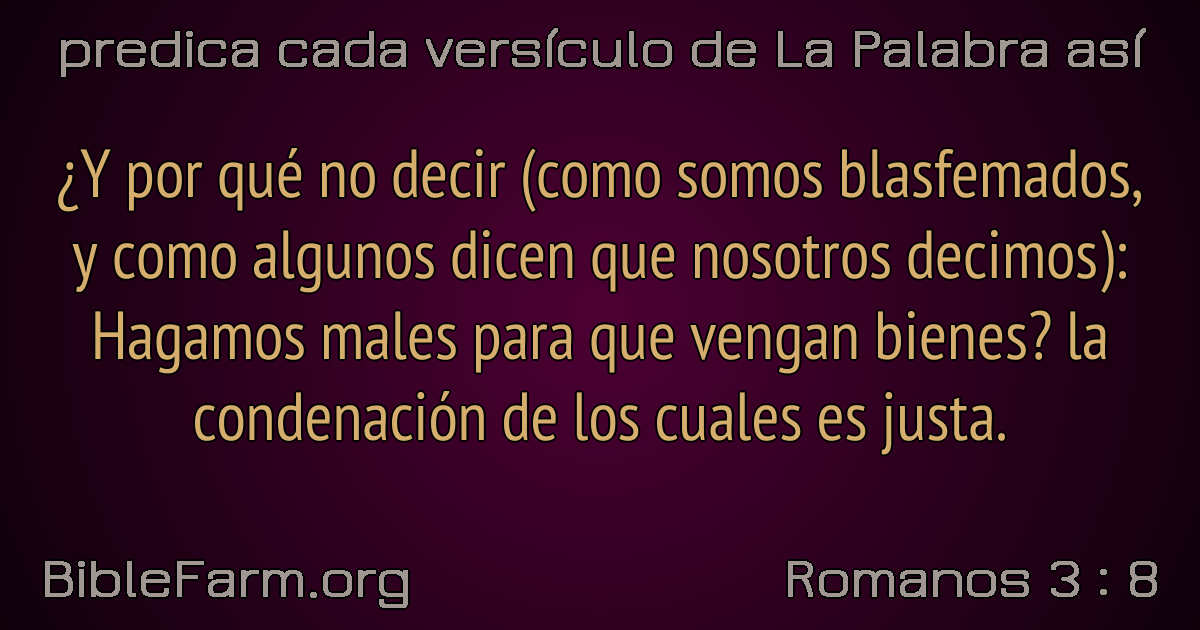 predica cada versículo de La Palabra así
¿Y por qué no decir (como somos blasfemados,
y como algunos dicen que nosotros decimos):
Hagamos males para que vengan bienes? la
condenación de los cuales es justa.
BibleFarm.org
Romanos 3 : 8